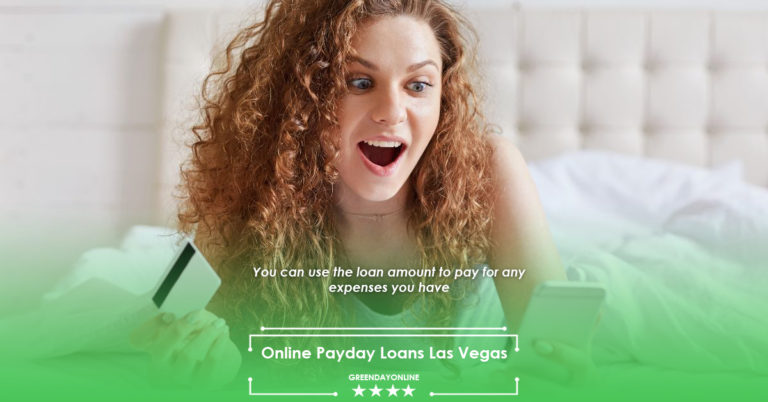 You can use the loan amount to pay for any
expenses you have
Online Payday Loans Las Vegas
GREENDAYONLINE